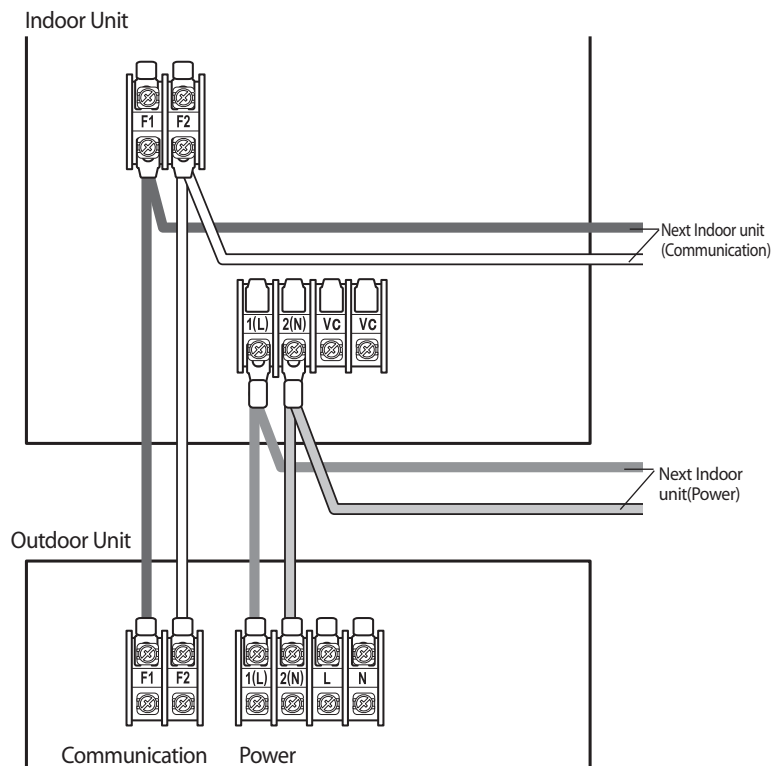 Indoor Unit
F1 F2
Next Indoor unit
(Communication)
1(L) 2(N) VC VC
Next Indoor
unit(Power)
Outdoor Unit
F1 F2 1(L) 2(N) L N
Communication Power